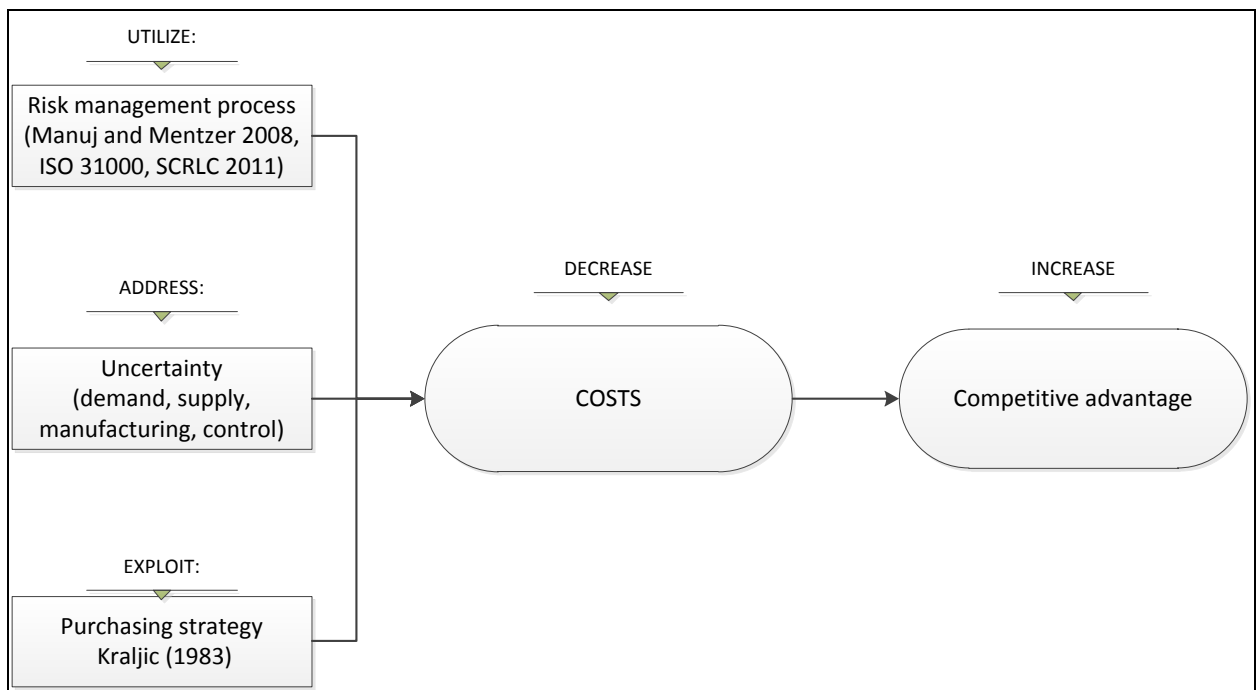 UTILIZE:
Risk management process
(Manuj and Mentzer 2008,
ISO 31000, SCRLC 2011)
ADDRESS:
Uncertainty
(demand, supply,
manufacturing, control)
EXPLOIT:
Purchasing strategy
Kraljic (1983)
DECREASE
COSTS
INCREASE
Competitive advantage